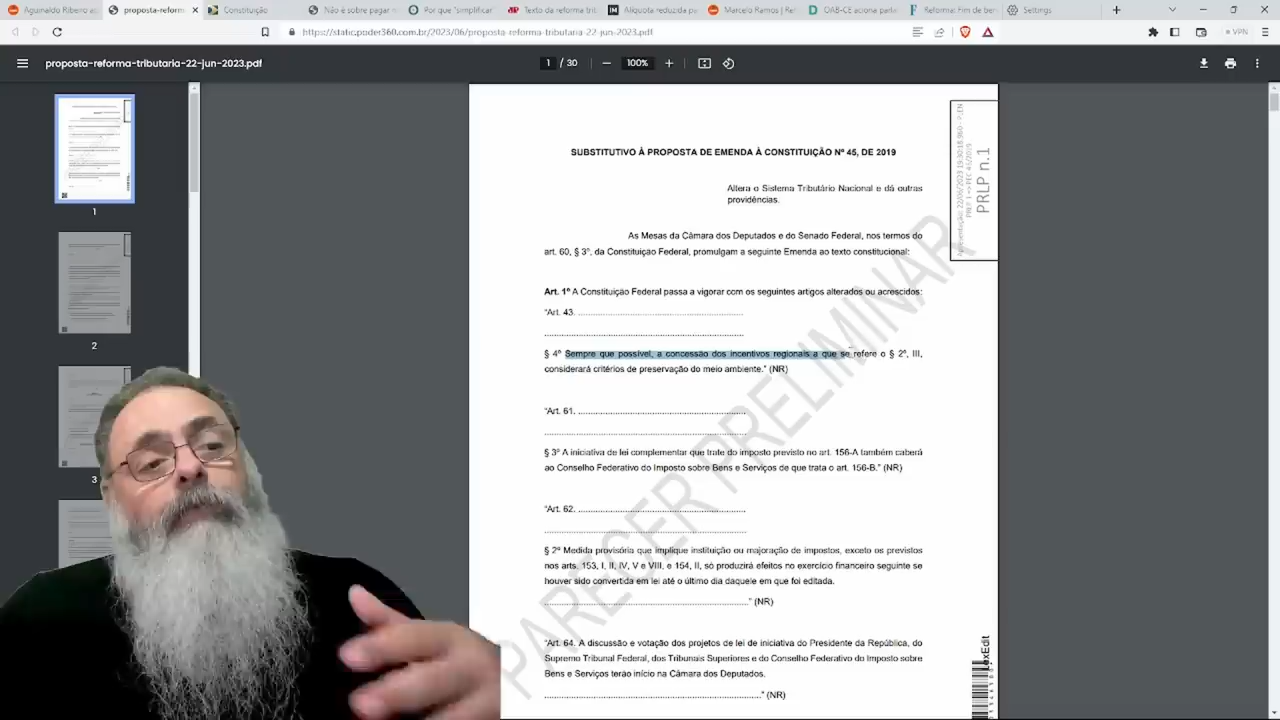 Agnaldo Ribeiro as
proposta-reform
Constituição
Não é sobre pagar
Por que "simplificar
Texto da reforma trib
Alíquota reduzida pa
Marcelo Ramos | Re
OAB-CE acione parla
Reforma: Fim de ben
Settings
https://static.poder360.com.br/2023/06/proposta-reforma-tributaria-22-jun-2023.pdf
VPN
proposta-reforma-tributaria-22-jun-2023.pdf
1 / 30
100%
1
2
3
SUBSTITUTIVO À PROPOSTA DE EMENDA À CONSTITUIÇÃO Nº 45, DE 2019
Altera o Sistema Tributário Nacional e dá outras
providências.
As Mesas da Câmara dos Deputados e do Senado Federal, nos termos do
art. 60, § 3º, da Constituição Federal, promulgam a seguinte Emenda ao texto constitucional:
Art. 1º A Constituição Federal passa a vigorar com os seguintes artigos alterados ou acrescidos:
"Art. 43. ............................................................
............................................................
§ 4º Sempre que possível, a concessão dos incentivos regionais a que se refere o § 2º, III,
considerará critérios de preservação do meio ambiente." (NR)
"Art. 61. ............................................................
............................................................
§ 3º A iniciativa de lei complementar que trate do imposto previsto no art. 156-A também caberá
ao Conselho Federativo do Imposto sobre Bens e Serviços de que trata o art. 156-B." (NR)
"Art. 62. ............................................................
............................................................
§ 2º Medida provisória que implique instituição ou majoração de impostos, exceto os previstos
nos arts. 153, I, II, IV, V e VIII, e 154, II, só produzirá efeitos no exercício financeiro seguinte se
houver sido convertida em lei até o último dia daquele em que foi editada.
............................................................" (NR)
"Art. 64. A discussão e votação dos projetos de lei de iniciativa do Presidente da República, do
Supremo Tribunal Federal, dos Tribunais Superiores e do Conselho Federativo do Imposto sobre
Bens e Serviços terão início na Câmara dos Deputados.
............................................................" (NR)
PARECER PRELIMINAR
PRLP n.1
LexEdit